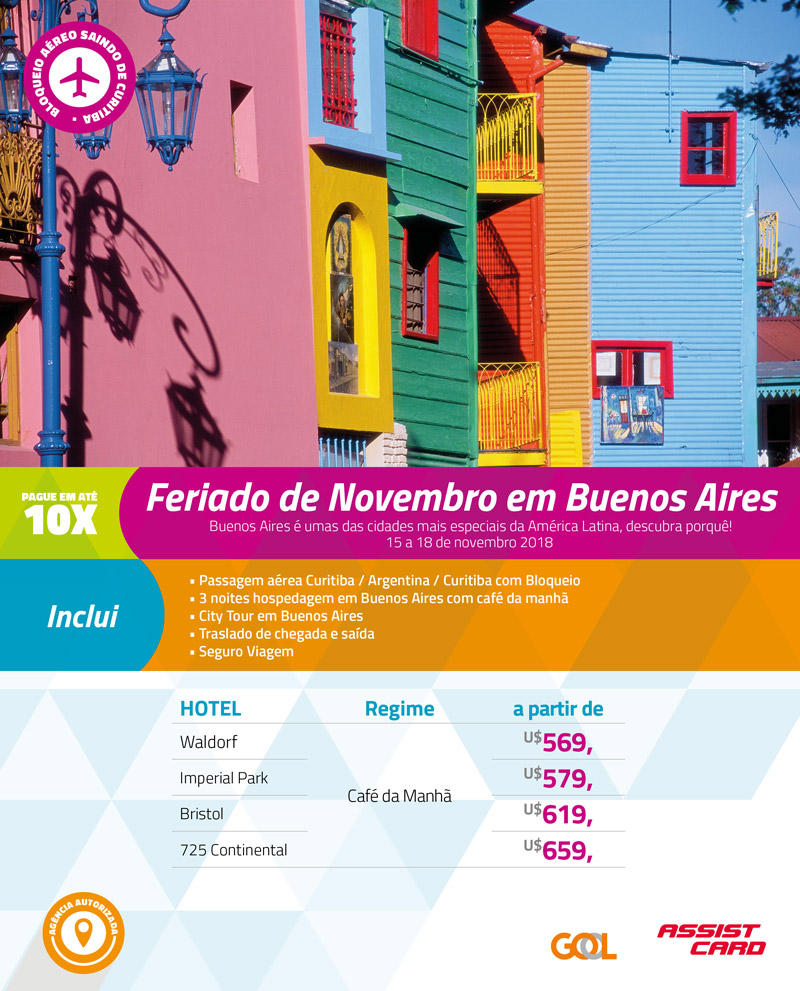 BLOQUEIO AÉREO SAINDO DE CURITIBA •
PAGUE EM ATÉ
10X
Feriado de Novembro em Buenos Aires
Buenos Aires é umas das cidades mais especiais da América Latina, descubra porquê!
15 a 18 de novembro 2018
Inclui
• Passagem aérea Curitiba / Argentina / Curitiba com Bloqueio
• 3 noites hospedagem em Buenos Aires com café da manhã
• City Tour em Buenos Aires
• Traslado de chegada e saída
• Seguro Viagem
HOTEL Regime a partir de
Waldorf U$569,
Imperial Park U$579,
Café da Manhã
Bristol U$619,
725 Continental U$659,
AGÊNCIA AUTORIZADA
GOL
ASSIST
CARD